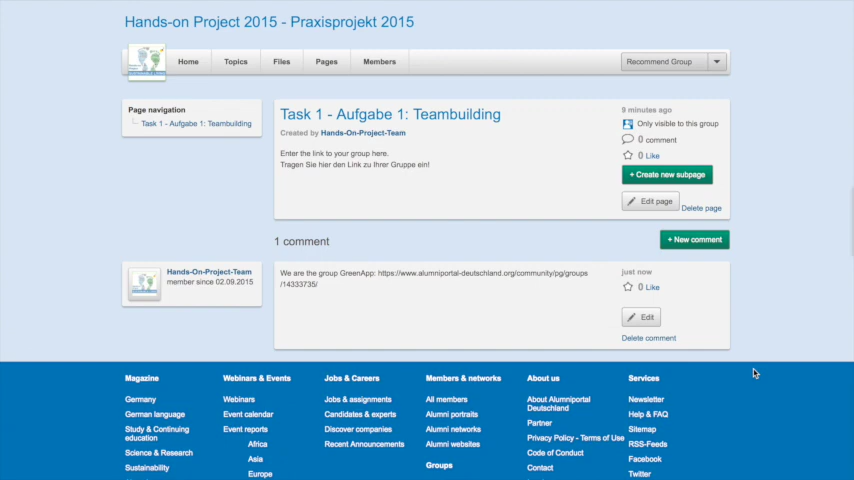 Hands-on Project 2015 - Praxisprojekt 2015
Home Topics Files Pages Members Recommend Group
Page navigation
Task 1 - Aufgabe 1: Teambuilding
Task 1 - Aufgabe 1: Teambuilding
Created by Hands-On-Project-Team
Enter the link to your group here.
Tragen Sie hier den Link zu Ihrer Gruppe ein!
9 minutes ago
Only visible to this group
0 comment
0 Like
+ Create new subpage
Edit page
Delete page
1 comment
+ New comment
Hands-On-Project-Team
member since 02.09.2015
We are the group GreenApp: https://www.alumniportal-deutschland.org/community/pg/groups
/14333735/
just now
0 Like
Edit
Delete comment
Magazine
Germany
German language
Study & Continuing
education
Science & Research
Sustainability
Webinars & Events
Webinars
Event calendar
Event reports
Africa
Asia
Europe
Jobs & Careers
Jobs & assignments
Candidates & experts
Discover companies
Recent Announcements
Members & networks
All members
Alumni portraits
Alumni networks
Alumni websites
Groups
About us
About Alumniportal
Deutschland
Partner
Privacy Policy - Terms of Use
Code of Conduct
Contact
Services
Newsletter
Help & FAQ
Sitemap
RSS-Feeds
Facebook
Twitter